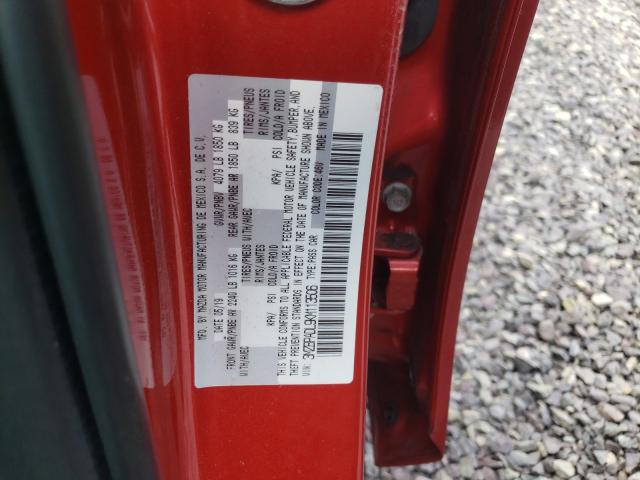 MFD. BY MAZDA MOTOR MANUFACTURING DE MEXICO S.A. DE C.V.
DATE 05/19 GVWR/PNBV 4079 LB 1850 KG
FRONT GAWR/PNBE AV 2240 LB 1016 KG REAR GAWR/PNBE AR 1850 LB 839 KG
WITH/AVEC TIRES/PNEUS WITH/AVEC TIRES/PNEUS
RIMS/JANTES RIMS/JANTES
KPA/ PSI COLD/A FROID KPA/ PSI COLD/A FROID
THIS VEHICLE CONFORMS TO ALL APPLICABLE FEDERAL MOTOR VEHICLE SAFETY, BUMPER, AND
THEFT PREVENTION STANDARDS IN EFFECT ON THE DATE OF MANUFACTURE SHOWN ABOVE.
VIN: TYPE: PASS CAR COLOR CODE: 46V MADE IN MEXICO